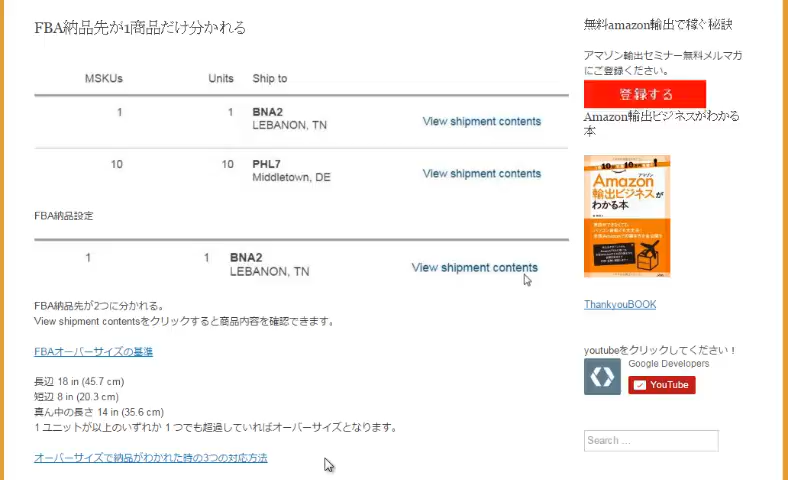 FBA納品先が1商品だけ分かれる
MSKUs Units Ship to
1 1 BNA2
LEBANON, TN
View shipment contents
10 10 PHL7
Middletown, DE
View shipment contents
FBA納品設定
1 1 BNA2
LEBANON, TN
View shipment contents
FBA納品先が2つに分かれる。
View shipment contentsをクリックすると商品内容を確認できます。
FBAオーバーサイズの基準
長辺 18 in (45.7 cm)
短辺 8 in (20.3 cm)
真ん中の長さ 14 in (35.6 cm)
1 ユニットが以上のいずれか 1 つでも超過していればオーバーサイズとなります。
オーバーサイズで納品がわかれた時の3つの対応方法
無料amazon輸出で稼ぐ秘訣
アマゾン輸出セミナー無料メルマガ
にご登録ください。
登録する
Amazon輸出ビジネスがわかる
本
アマゾン
Amazon
輸出ビジネスが
わかる本
ThankyouBOOK
youtubeをクリックしてください！
Google Developers
YouTube
Search ...